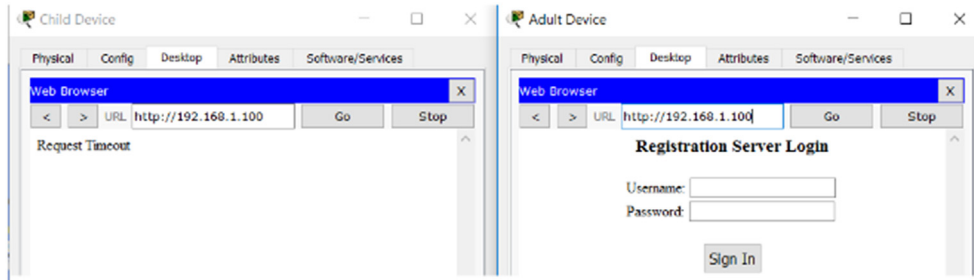 Child Device
Physical Config Desktop Attributes Software/Services
Web Browser X
< > URL http://192.168.1.100 Go Stop
Request Timeout
Adult Device
Physical Config Desktop Attributes Software/Services
Web Browser X
< > URL http://192.168.1.100 Go Stop
Registration Server Login
Username:
Password:
Sign In